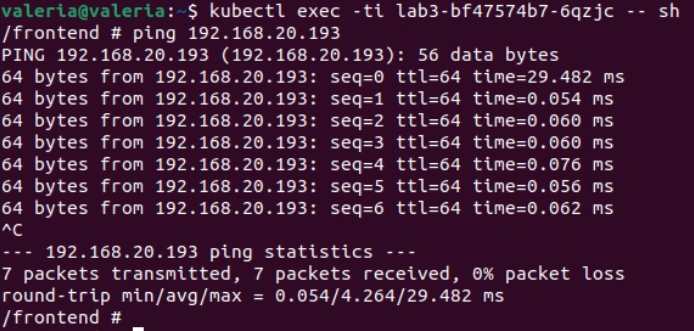 valeria@valeria:~$ kubectl exec -ti lab3-bf47574b7-6qzjc -- sh
/frontend # ping 192.168.20.193
PING 192.168.20.193 (192.168.20.193): 56 data bytes
64 bytes from 192.168.20.193: seq=0 ttl=64 time=29.482 ms
64 bytes from 192.168.20.193: seq=1 ttl=64 time=0.054 ms
64 bytes from 192.168.20.193: seq=2 ttl=64 time=0.060 ms
64 bytes from 192.168.20.193: seq=3 ttl=64 time=0.060 ms
64 bytes from 192.168.20.193: seq=4 ttl=64 time=0.076 ms
64 bytes from 192.168.20.193: seq=5 ttl=64 time=0.056 ms
64 bytes from 192.168.20.193: seq=6 ttl=64 time=0.062 ms
^C
--- 192.168.20.193 ping statistics ---
7 packets transmitted, 7 packets received, 0% packet loss
round-trip min/avg/max = 0.054/4.264/29.482 ms
/frontend #